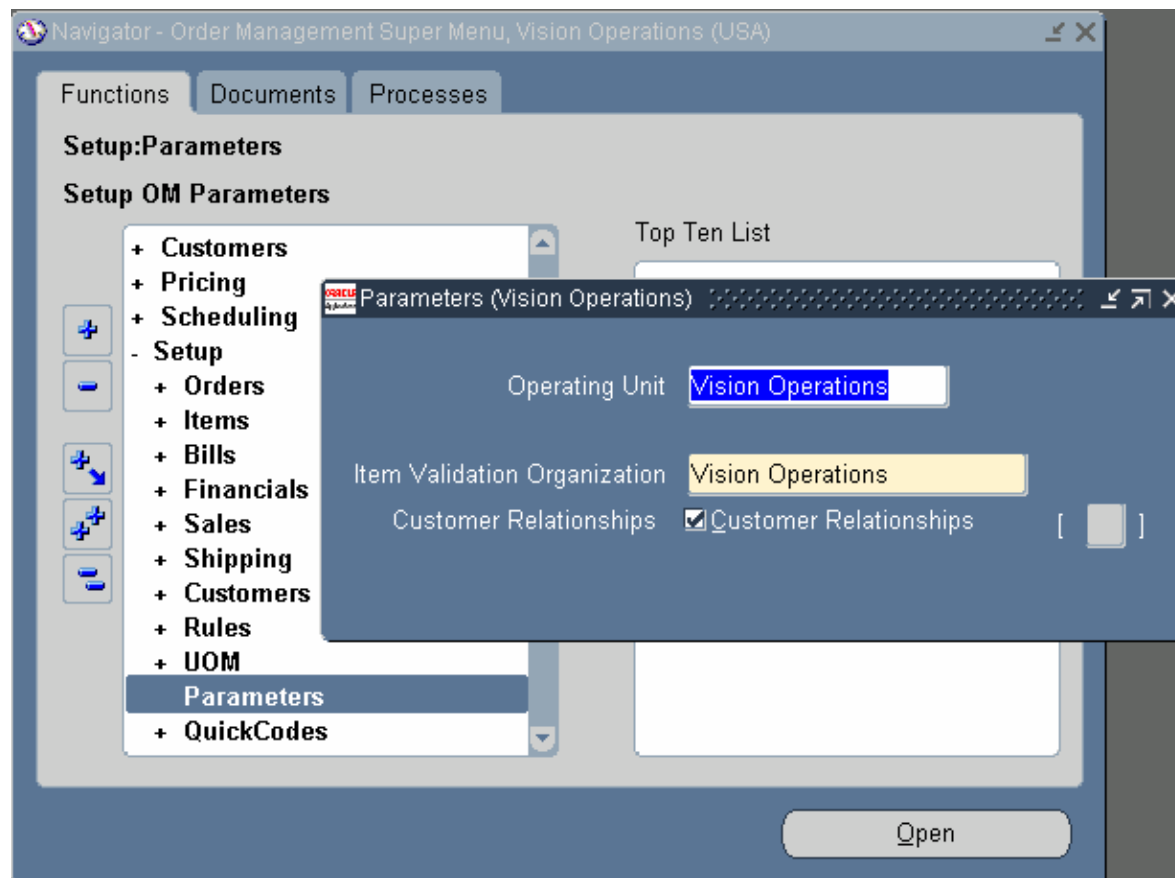 Navigator - Order Management Super Menu, Vision Operations (USA)
Functions Documents Processes
Setup:Parameters
Setup OM Parameters
Top Ten List
+ Customers
+ Pricing
+ Scheduling
- Setup
+ Orders
+ Items
+ Bills
+ Financials
+ Sales
+ Shipping
+ Customers
+ Rules
+ UOM
Parameters
+ QuickCodes
ORACLE
Parameters (Vision Operations)
Operating Unit Vision Operations
Item Validation Organization Vision Operations
Customer Relationships Customer Relationships [ ]
Open